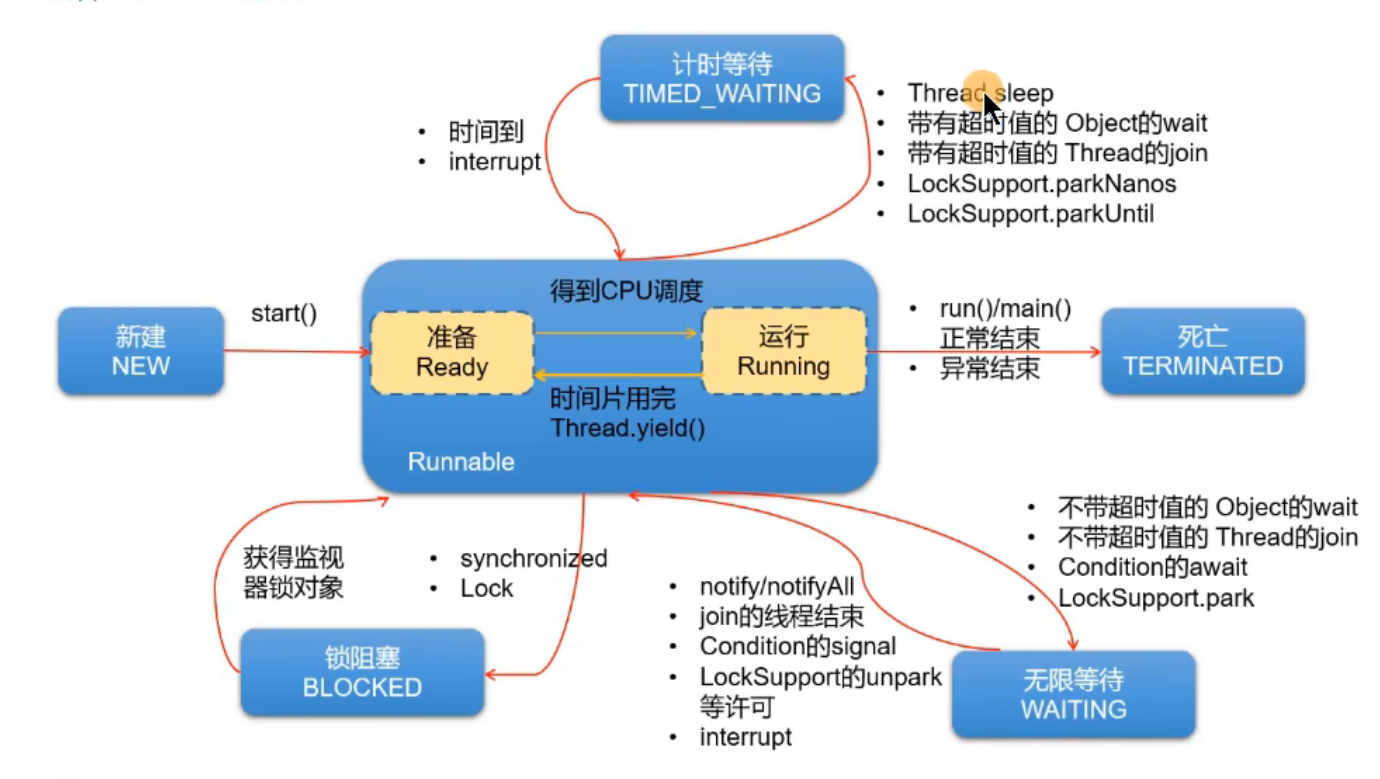 计时等待
TIMED_WAITING
Thread sleep
带有超时值的 Object的wait
带有超时值的 Thread的join
LockSupport.parkNanos
LockSupport.parkUntil
时间到
interrupt
得到CPU调度
新建
NEW
start()
准备
Ready
运行
Running
时间片用完
Thread.yield()
Runnable
run()/main()
正常结束
异常结束
死亡
TERMINATED
获得监视
器锁对象
synchronized
Lock
锁阻塞
BLOCKED
notify/notifyAll
join的线程结束
Condition的signal
LockSupport的unpark
等许可
interrupt
不带超时值的 Object的wait
不带超时值的 Thread的join
Condition的await
LockSupport.park
无限等待
WAITING